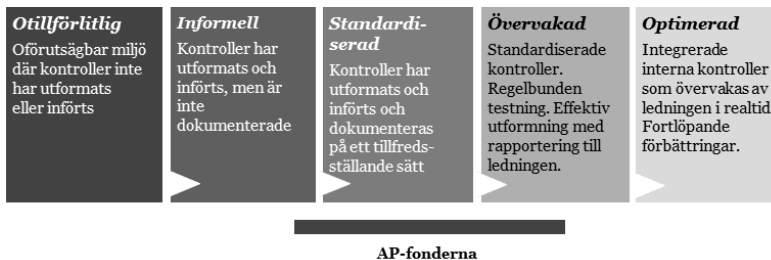 Otillförlitlig
Oförutsägbar miljö
där kontroller inte
har utformats
eller införts
Informell
Kontroller har
utformats och
införts, men är
inte
dokumenterade
Standardi-
serad
Kontroller har
utformats och
införts och
dokumenteras
på ett tillfreds-
ställande sätt
Övervakad
Standardiserade
kontroller.
Regelbunden
testning. Effektiv
utformning med
rapportering till
ledningen.
Optimerad
Integrerade
interna kontroller
som övervakas av
ledningen i realtid
Fortlöpande
förbättringar.
AP-fonderna